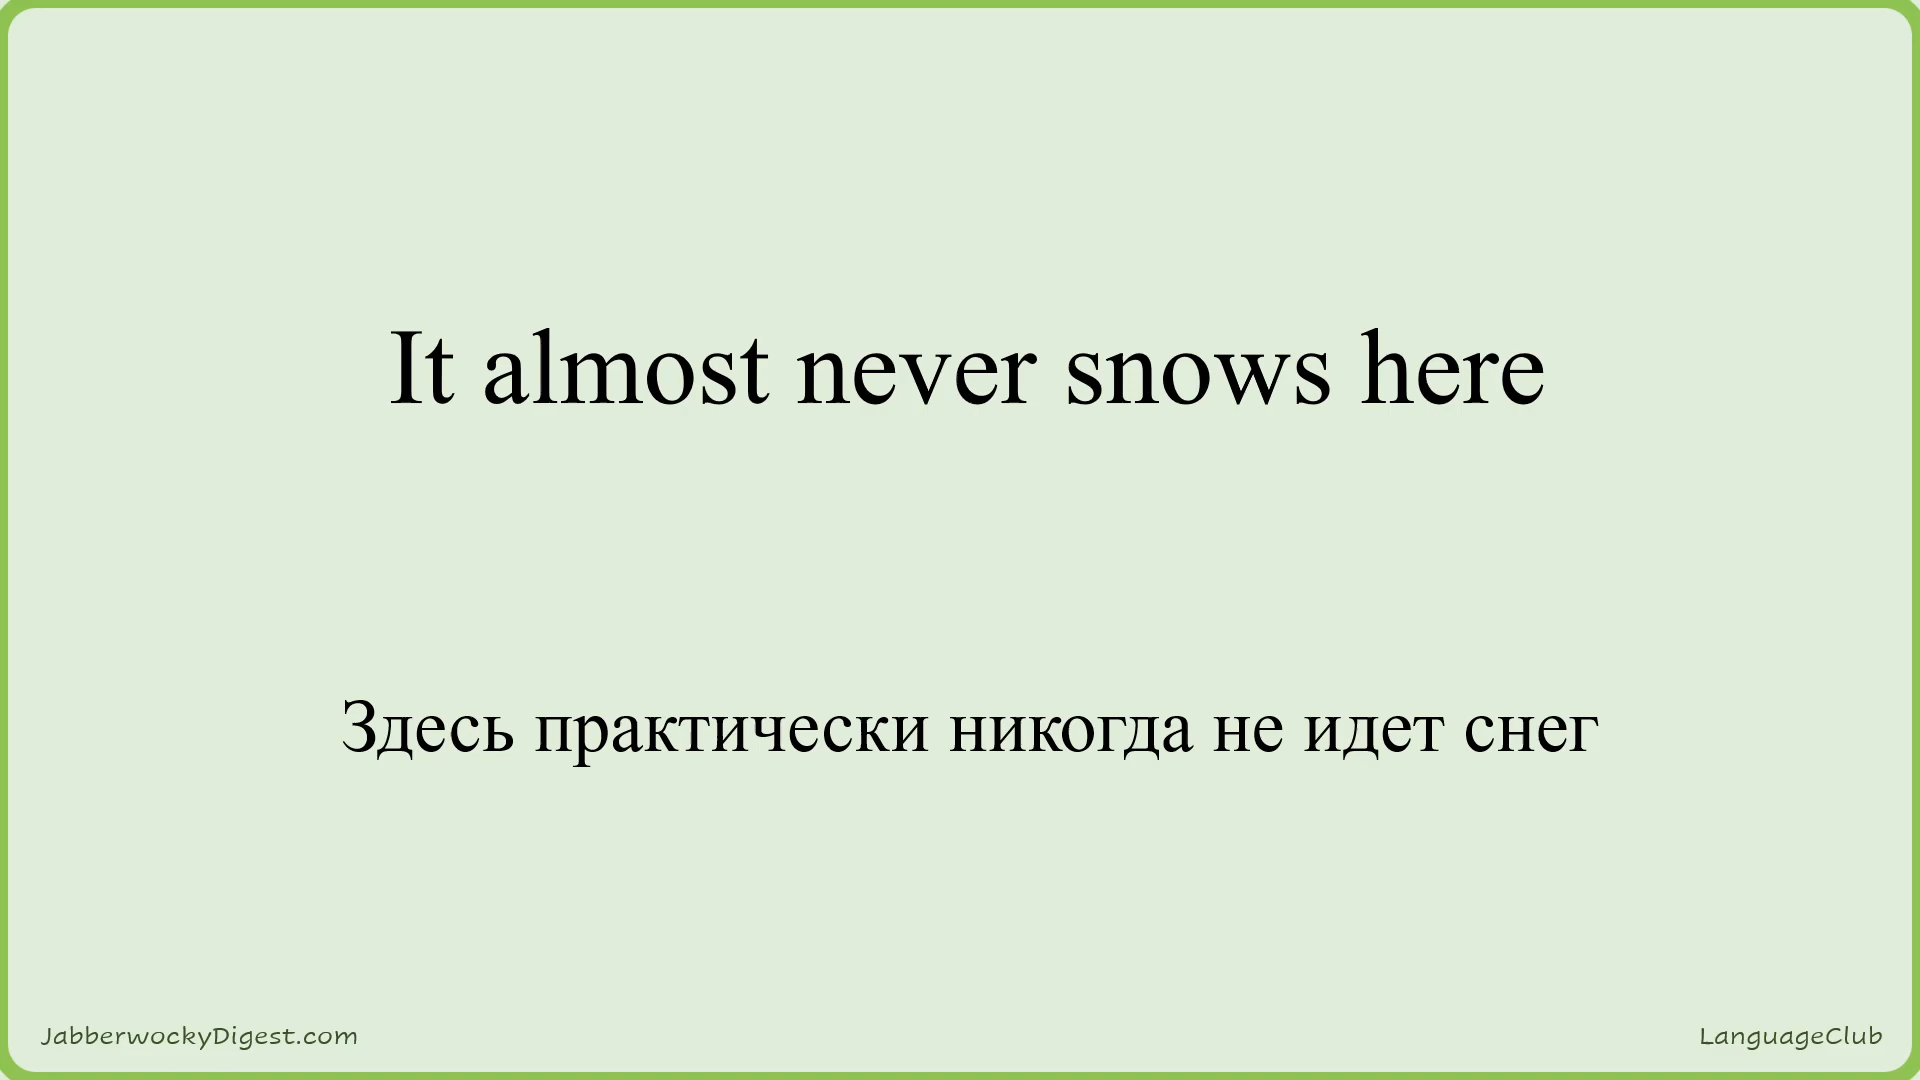 It almost never snows here
Здесь практически никогда не идет снег
JabberwockyDigest.com
LanguageClub